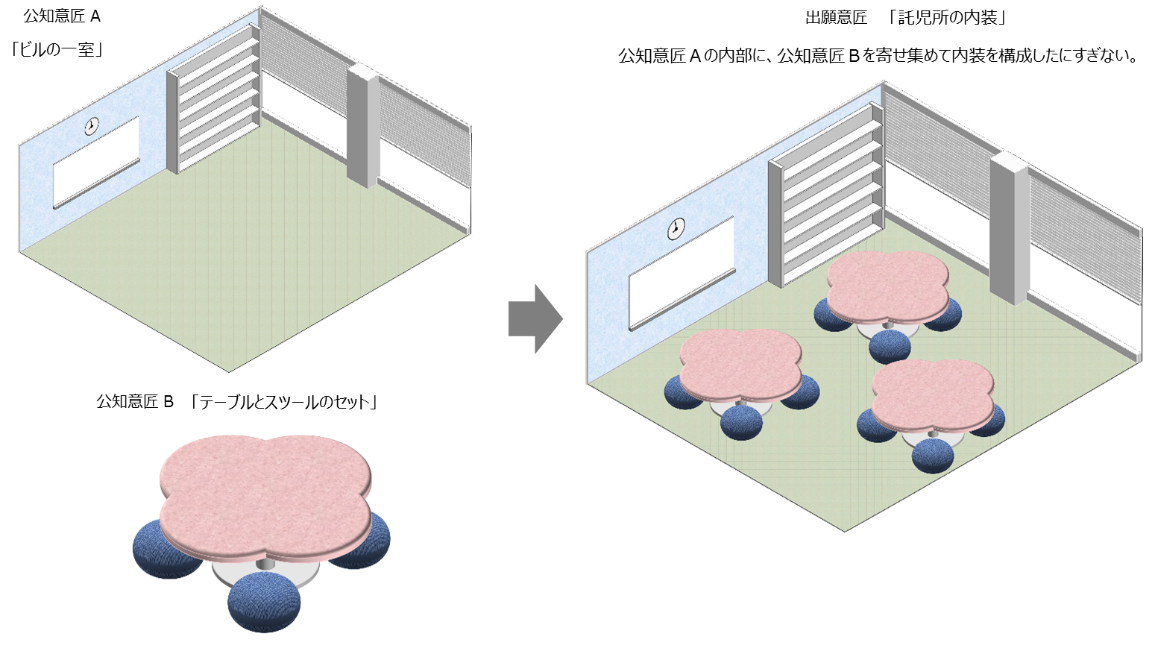 公知意匠 A
「ビルの一室」
公知意匠 B 「テーブルとスツールのセット」
出願意匠 「託児所の内装」
公知意匠 A の内部に、公知意匠 B を寄せ集めて内装を構成したにすぎない。